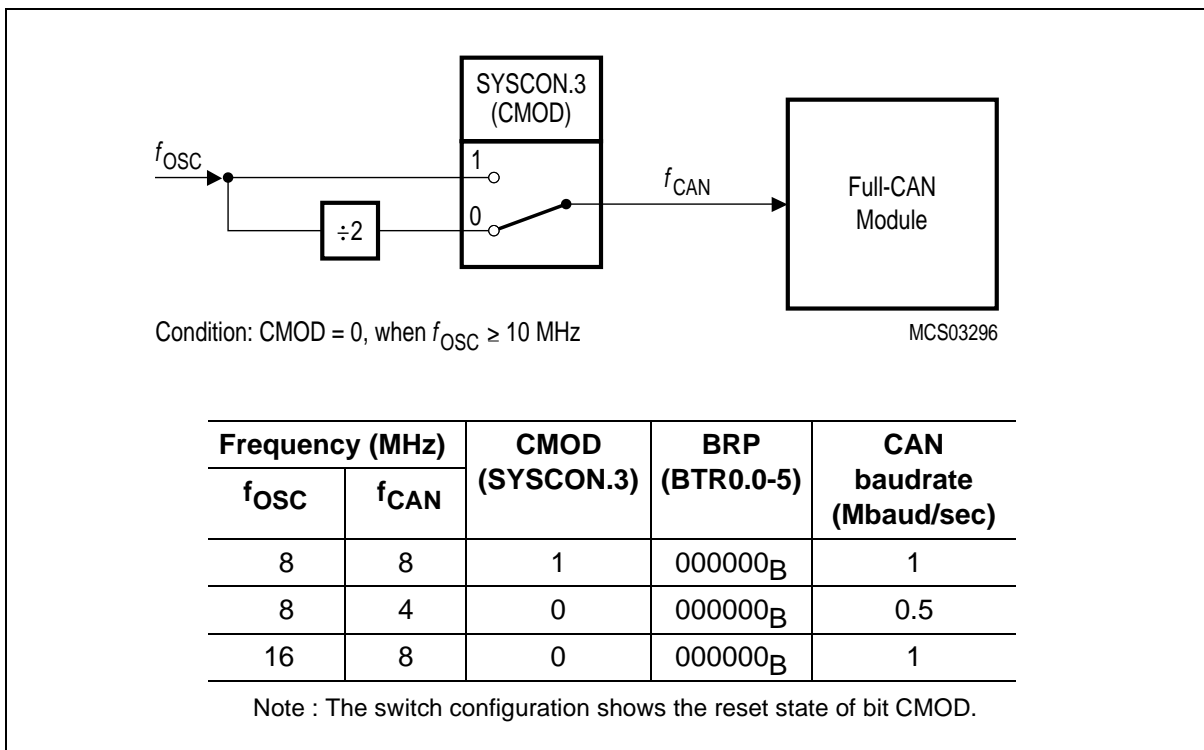 SYSCON.3
(CMOD)
fOSC
1
fCAN
Full-CAN
Module
0
÷2
Condition: CMOD = 0, when fOSC ≥ 10 MHz
MCS03296
Frequency (MHz) CMOD BRP CAN
(SYSCON.3) (BTR0.0-5) baudrate
fOSC fCAN (Mbaud/sec)
8 8 1 000000B 1
8 4 0 000000B 0.5
16 8 0 000000B 1
Note : The switch configuration shows the reset state of bit CMOD.